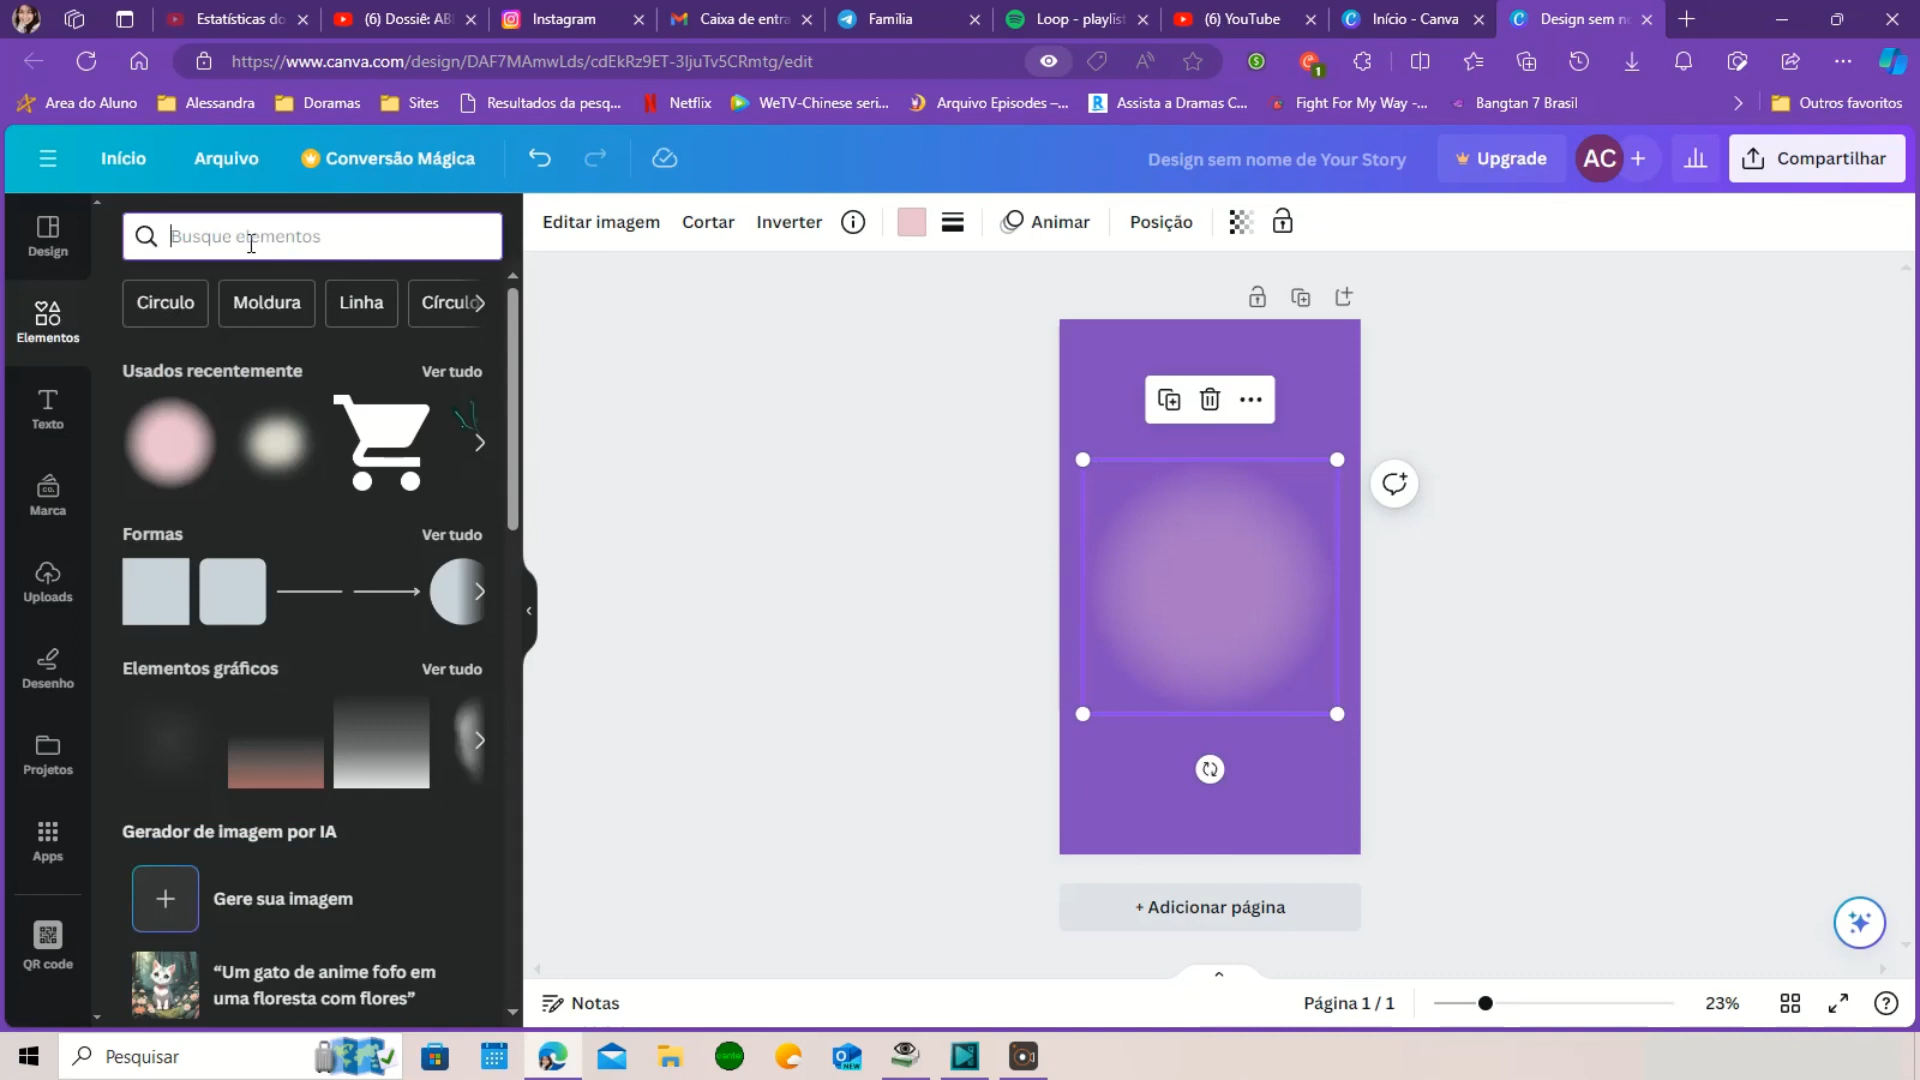 Estatísticas do
(6) Dossiê: AB
Instagram
Caixa de entra
Familia
Loop - playlist
(6) YouTube
Início - Canva
Design sem n
https://www.canva.com/design/DAF7MAmwLds/cdEkRz9ET-3IjuTv5CRmtg/edit
1
Area do Aluno
Alessandra
Doramas
Sites
Resultados da pesq...
Netflix
WeTV-Chinese seri...
Arquivo Episodes –...
Assista a Dramas C...
Fight For My Way -...
Bangtan 7 Brasil
Outros favoritos
Início
Arquivo
Conversão Mágica
Design sem nome de Your Story
Upgrade
AC
Compartilhar
Design
Elementos
Texto
Marca
Uploads
Desenho
Projetos
Apps
QR code
Busque elementos
Circulo
Moldura
Linha
Círculo
Usados recentemente
Ver tudo
Formas
Ver tudo
Elementos gráficos
Ver tudo
Gerador de imagem por IA
Gere sua imagem
“Um gato de anime fofo em
uma floresta com flores”
Editar imagem
Cortar
Inverter
Animar
Posição
+ Adicionar página
Notas
Página 1 / 1
23%
Pesquisar